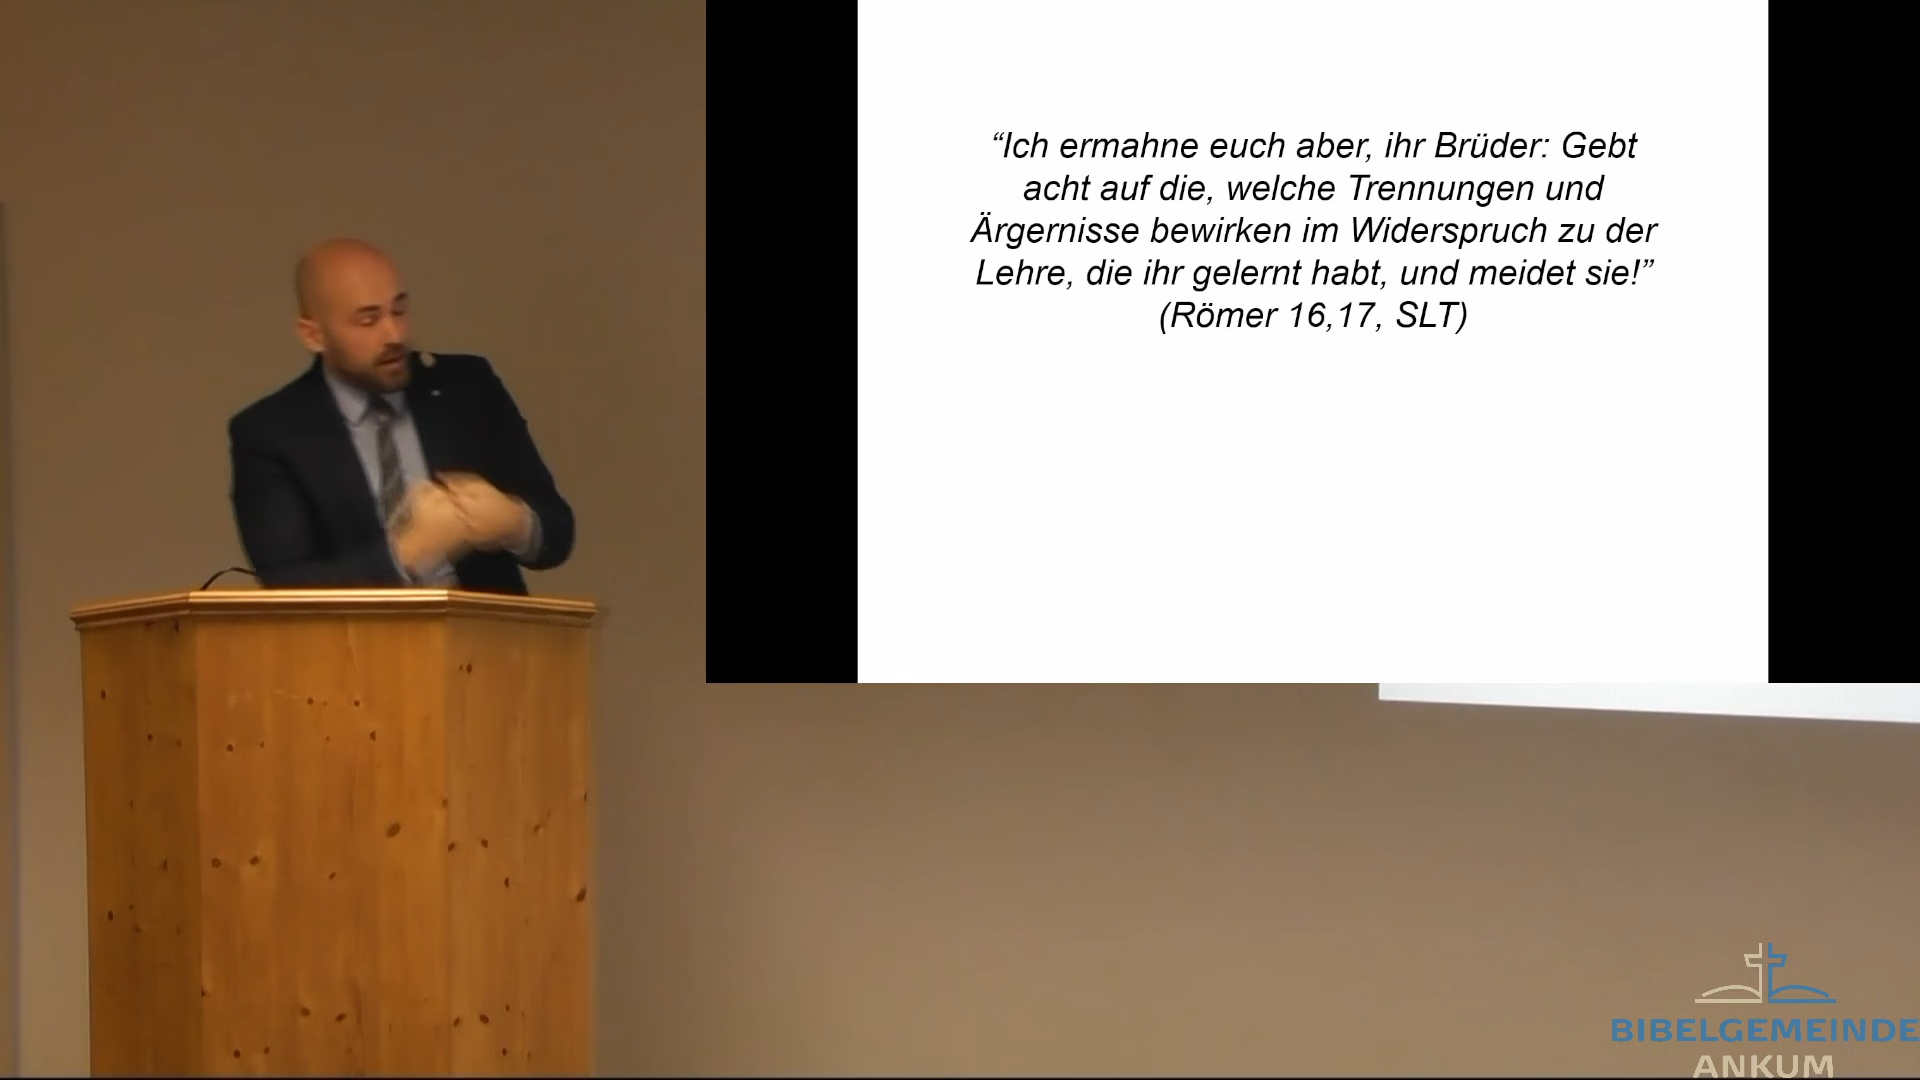 “Ich ermahne euch aber, ihr Brüder: Gebt
acht auf die, welche Trennungen und
Ärgernisse bewirken im Widerspruch zu der
Lehre, die ihr gelernt habt, und meidet sie!”
(Römer 16,17, SLT)
BIBELGEMEINDE
ANKUM